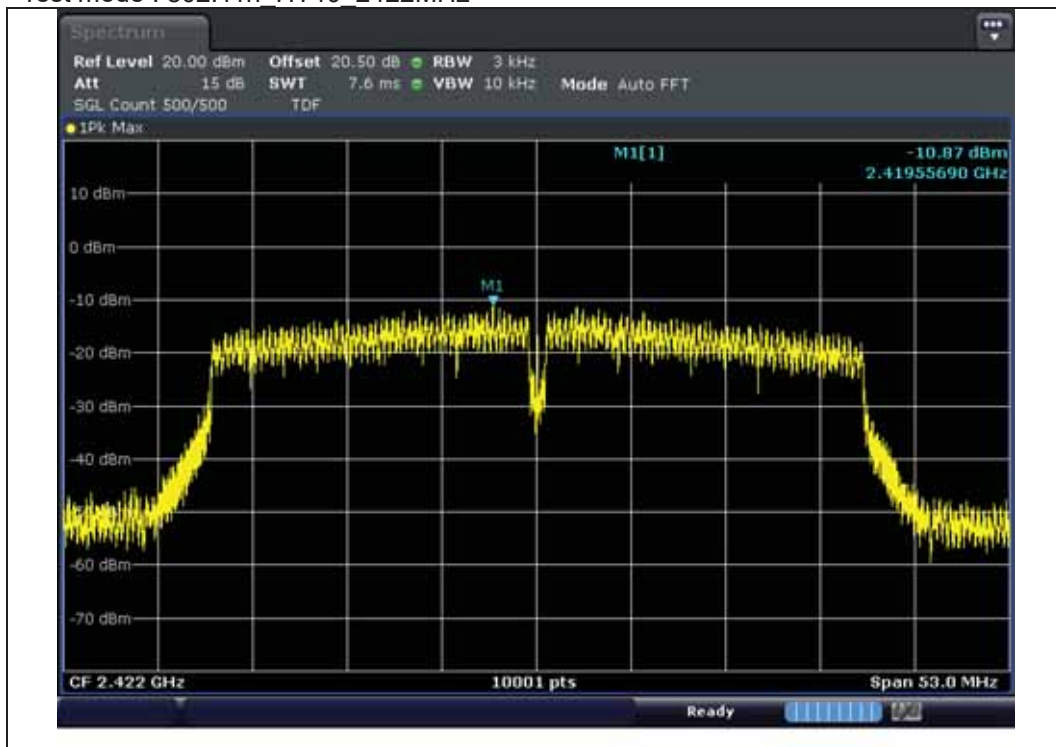 Spectrum
Ref Level 20.00 dBm Offset 20.50 dB RBW 3 kHz
Att 15 dB SWT 7.6 ms VBW 10 kHz Mode Auto FFT
SGL Count 500/500 TDF
1Pk Max
M1[1] -10.87 dBm
2.41955690 GHz
10 dBm
0 dBm
M1
-10 dBm
-20 dBm
-30 dBm
-40 dBm
-60 dBm
-70 dBm
CF 2.422 GHz 10001 pts Span 53.0 MHz
Ready